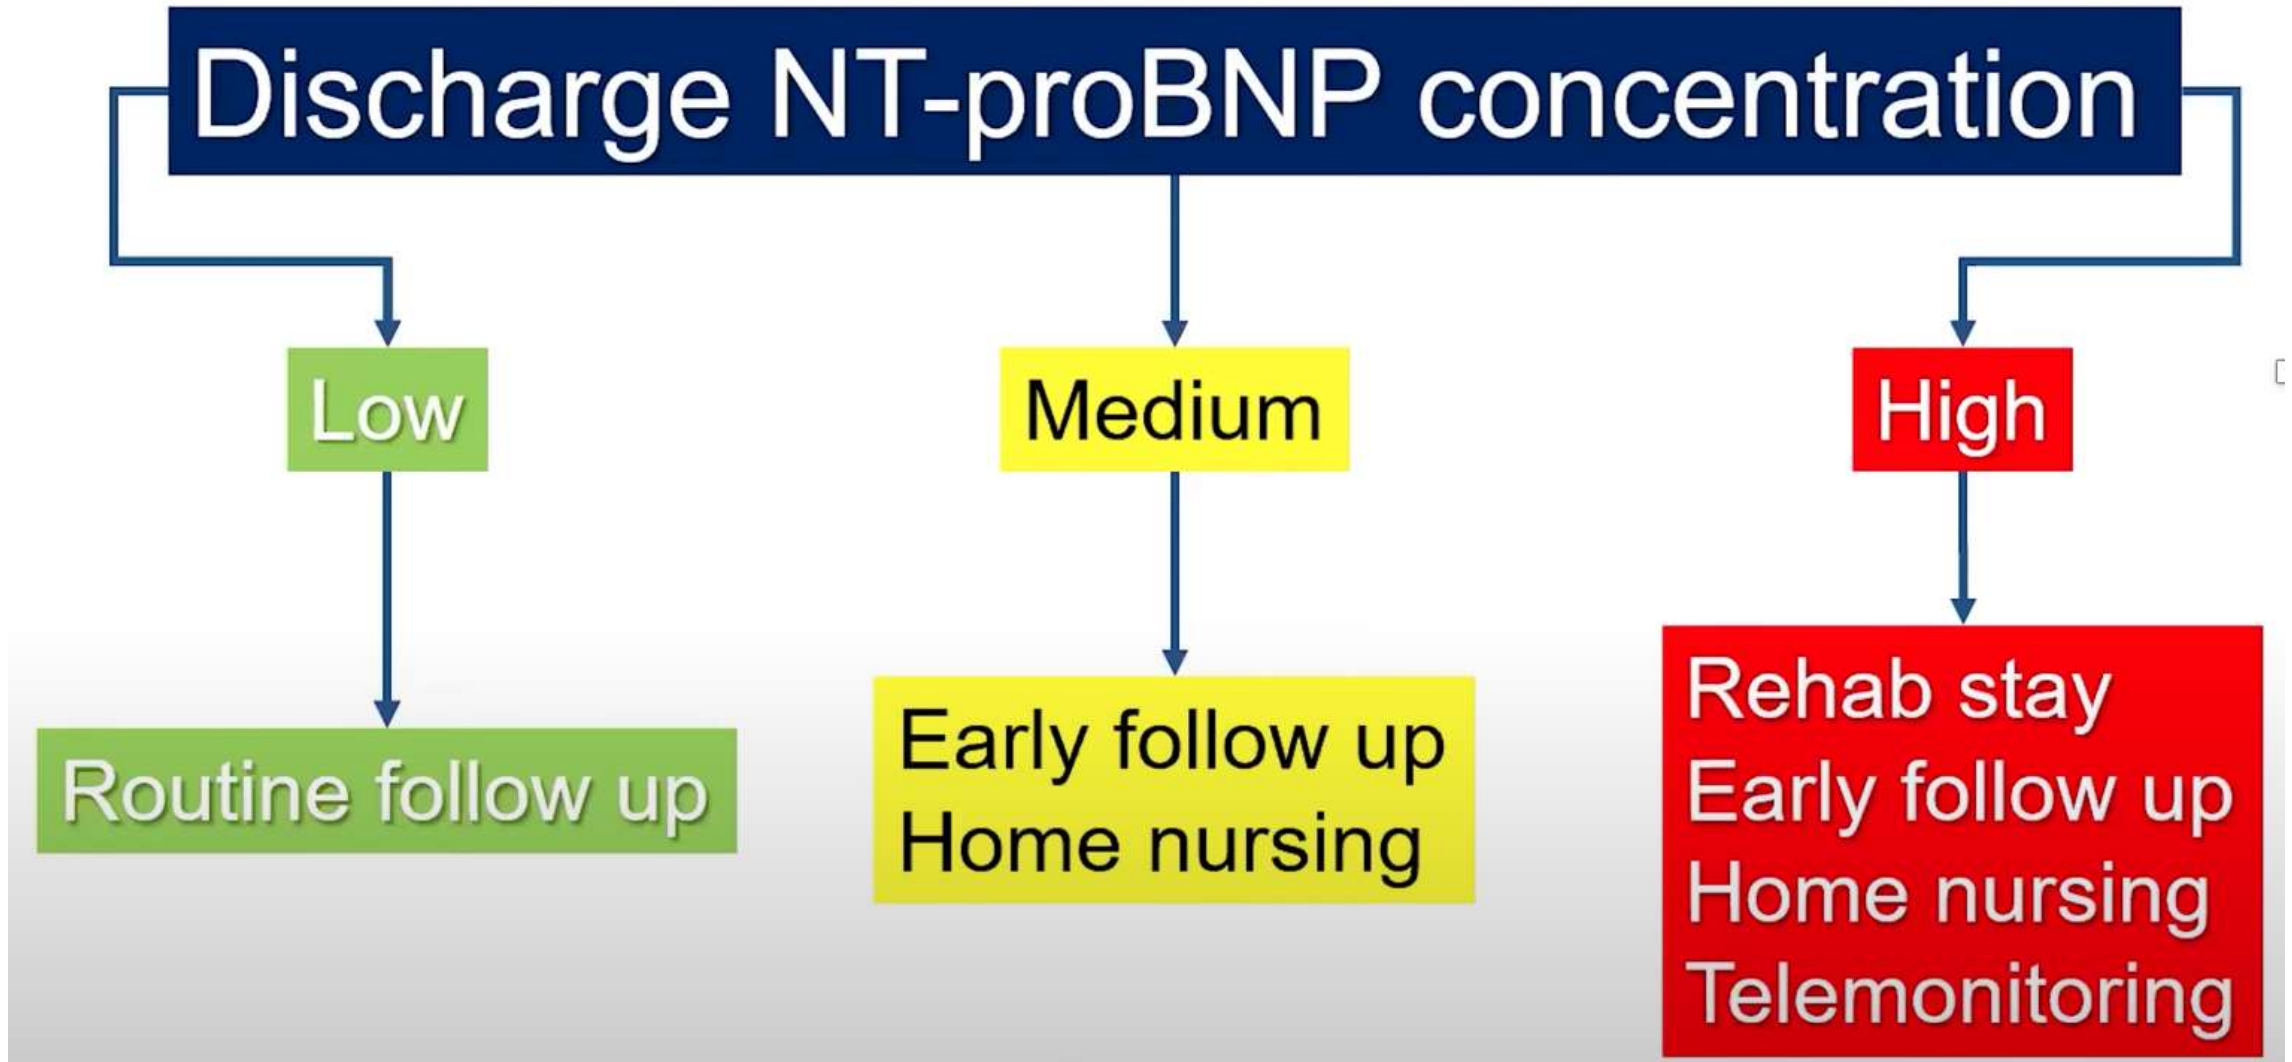 Discharge NT-proBNP concentration
Low
Medium
High
Routine follow up
Early follow up
Home nursing
Rehab stay
Early follow up
Home nursing
Telemonitoring